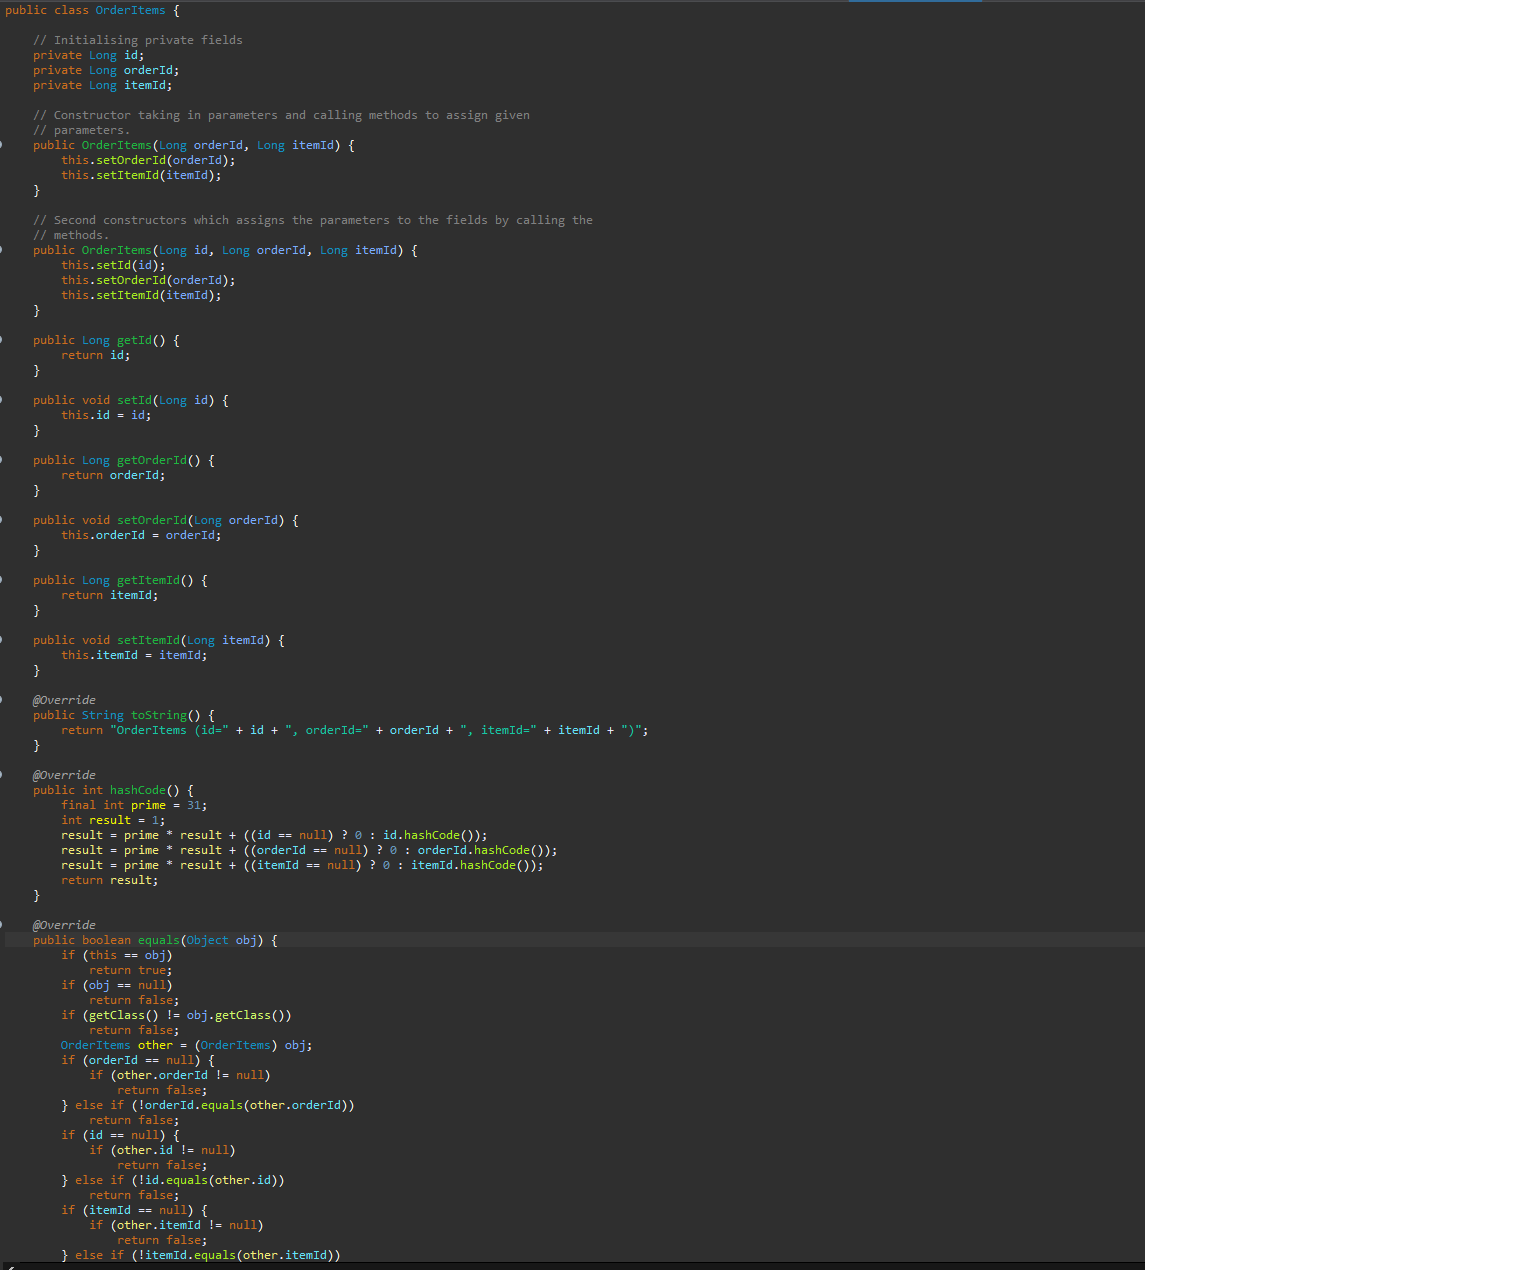 public class OrderItems {
// Initialising private fields
private Long id;
private Long orderId;
private Long itemId;
// Constructor taking in parameters and calling methods to assign given
// parameters.
public OrderItems(Long orderId, Long itemId) {
this.setOrderId(orderId);
this.setItemId(itemId);
}
// Second constructors which assigns the parameters to the fields by calling the
// methods.
public OrderItems(Long id, Long orderId, Long itemId) {
this.setId(id);
this.setOrderId(orderId);
this.setItemId(itemId);
}
public Long getId() {
return id;
}
public void setId(Long id) {
this.id = id;
}
public Long getOrderId() {
return orderId;
}
public void setOrderId(Long orderId) {
this.orderId = orderId;
}
public Long getItemId() {
return itemId;
}
public void setItemId(Long itemId) {
this.itemId = itemId;
}
@Override
public String toString() {
return "OrderItems (id=" + id + ", orderId=" + orderId + ", itemId=" + itemId + ")";
}
@Override
public int hashCode() {
final int prime = 31;
int result = 1;
result = prime * result + ((id == null) ? 0 : id.hashCode());
result = prime * result + ((orderId == null) ? 0 : orderId.hashCode());
result = prime * result + ((itemId == null) ? 0 : itemId.hashCode());
return result;
}
@Override
public boolean equals(Object obj) {
if (this == obj)
return true;
if (obj == null)
return false;
if (getClass() != obj.getClass())
return false;
OrderItems other = (OrderItems) obj;
if (orderId == null) {
if (other.orderId != null)
return false;
} else if (!orderId.equals(other.orderId))
return false;
if (id == null) {
if (other.id != null)
return false;
} else if (!id.equals(other.id))
return false;
if (itemId == null) {
if (other.itemId != null)
return false;
} else if (!itemId.equals(other.itemId))